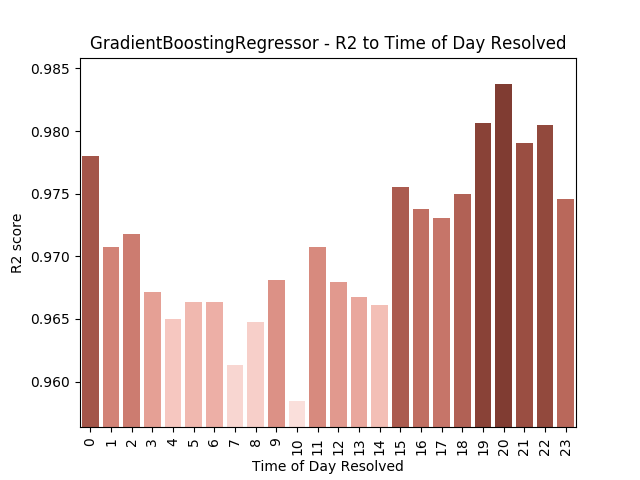 GradientBoostingRegressor - R2 to Time of Day Resolved
0.985
0.980
0.975
0.970
0.965
0.960
R2 score
0 1 2 3 4 5 6 7 8 9 10 11 12 13 14 15 16 17 18 19 20 21 22 23
Time of Day Resolved